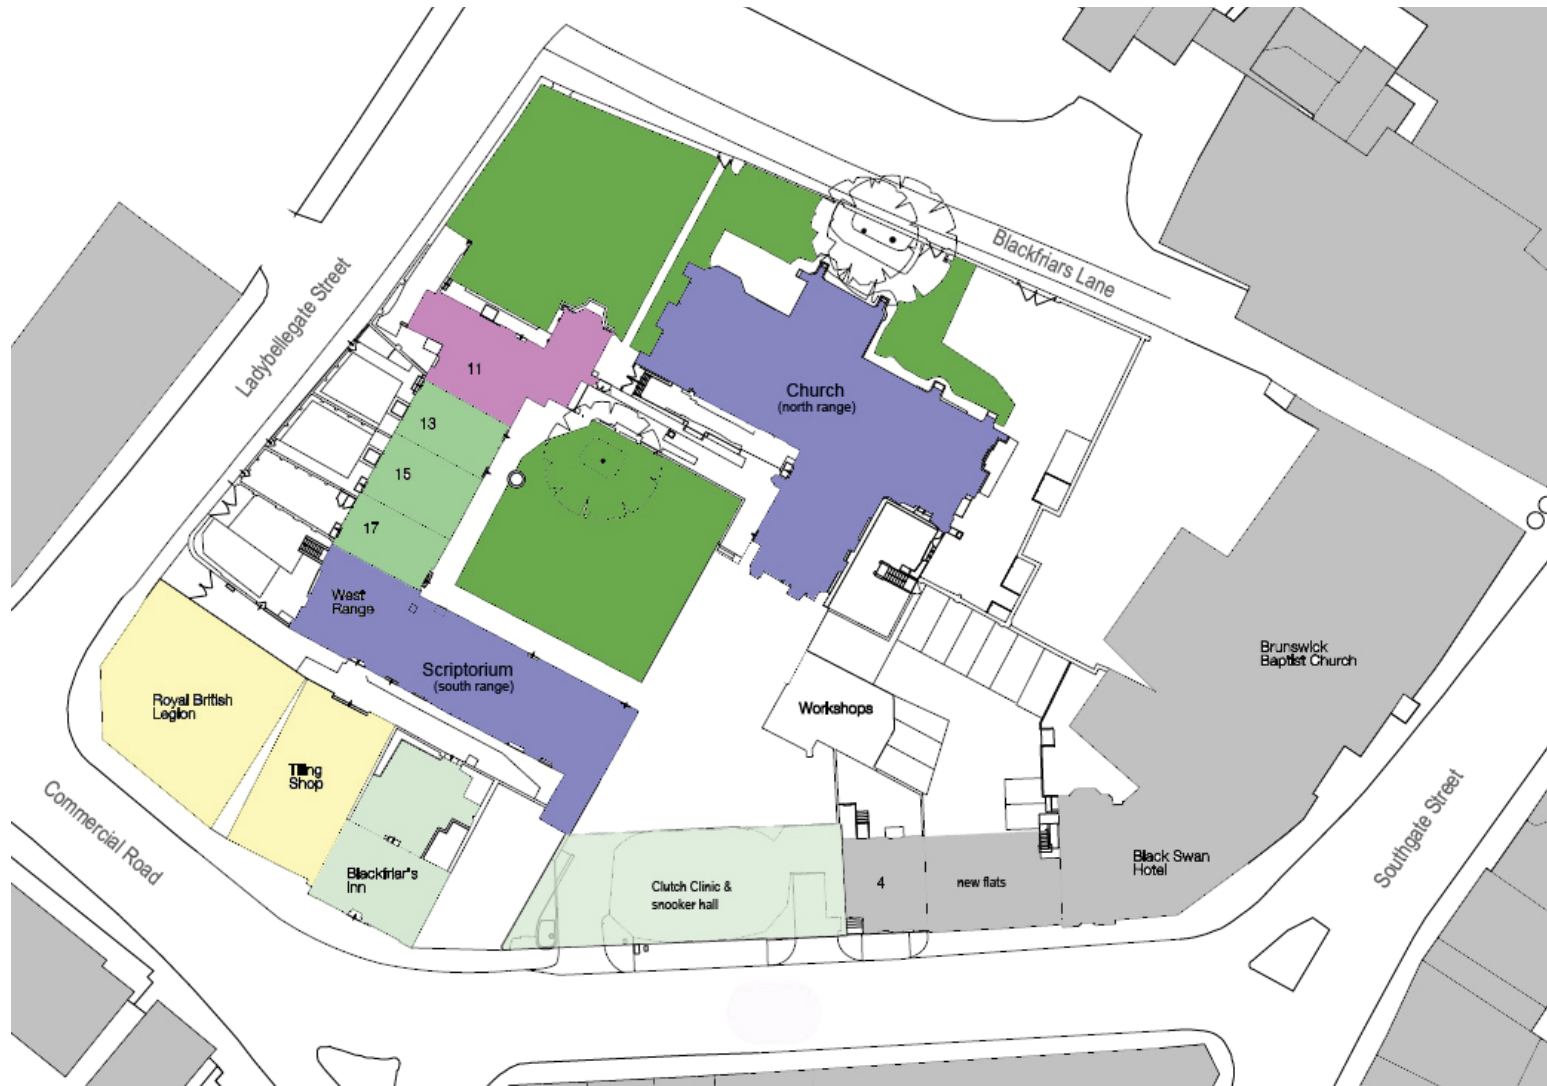 Blackfriars Lane
Ladybellegate Street
11
Church
(north range)
13
15
17
West
Range
Scriptorium
(south range)
Brunswick
Baptist Church
Royal British
Legion
Workshops
Tiling
Shop
Commercial Road
Southgate Street
Blackfriar's
Inn
Clutch Clinic &
snooker hall
4
new flats
Black Swan
Hotel